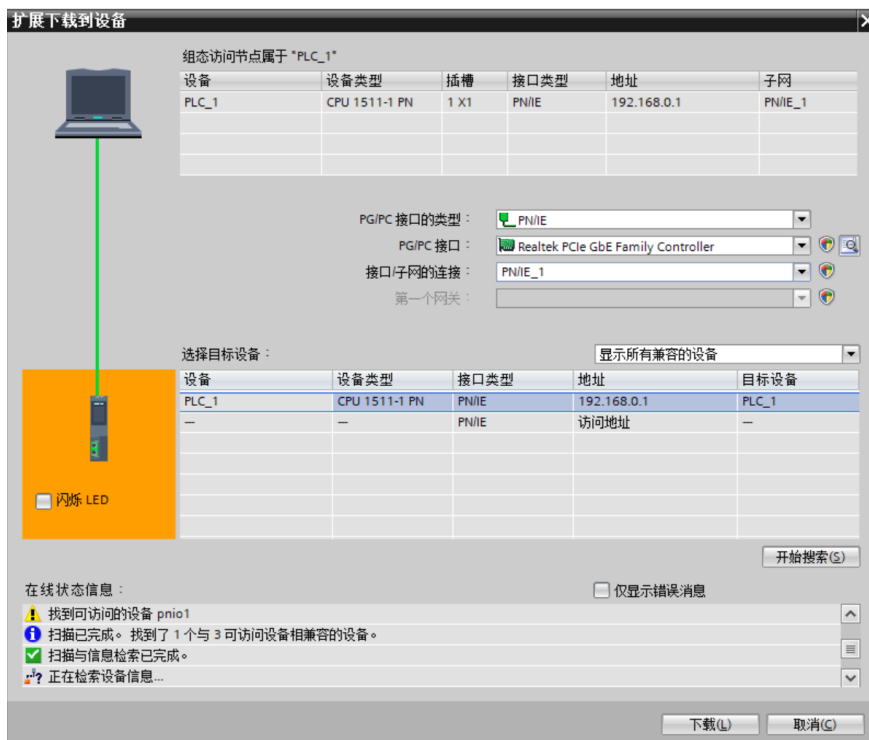 扩展下载到设备
组态访问节点属于 "PLC_1"
设备 设备类型 插槽 接口类型 地址 子网
PLC_1 CPU 1511-1 PN 1 X1 PN/IE 192.168.0.1 PN/IE_1
PG/PC 接口的类型： PN/IE
PG/PC 接口： Realtek PCIe GbE Family Controller
接口/子网的连接： PN/IE_1
第一个网关：
选择目标设备： 显示所有兼容的设备
设备 设备类型 接口类型 地址 目标设备
PLC_1 CPU 1511-1 PN PN/IE 192.168.0.1 PLC_1
— — PN/IE 访问地址 —
闪烁 LED
开始搜索(S)
在线状态信息： 仅显示错误消息
找到可访问的设备 pnio1
扫描已完成。找到了 1 个与 3 可访问设备相兼容的设备。
扫描与信息检索已完成。
正在检索设备信息...
下载(L) 取消(C)